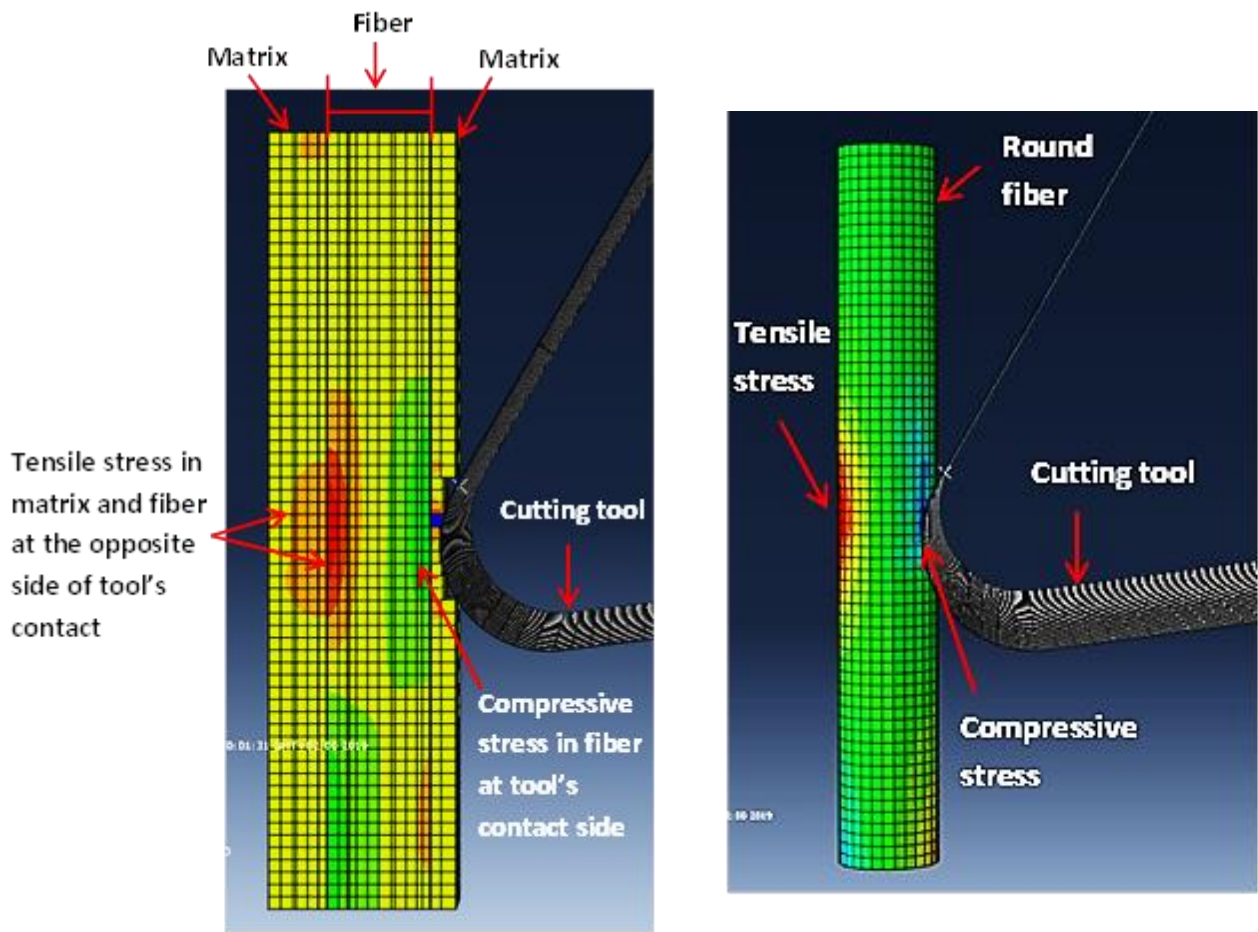 Fiber
Matrix
Matrix
Tensile stress in
matrix and fiber
at the opposite
side of tool's
contact
Cutting tool
Compressive
stress in fiber
at tool's
contact side
Round
fiber
Tensile
stress
Cutting tool
Compressive
stress